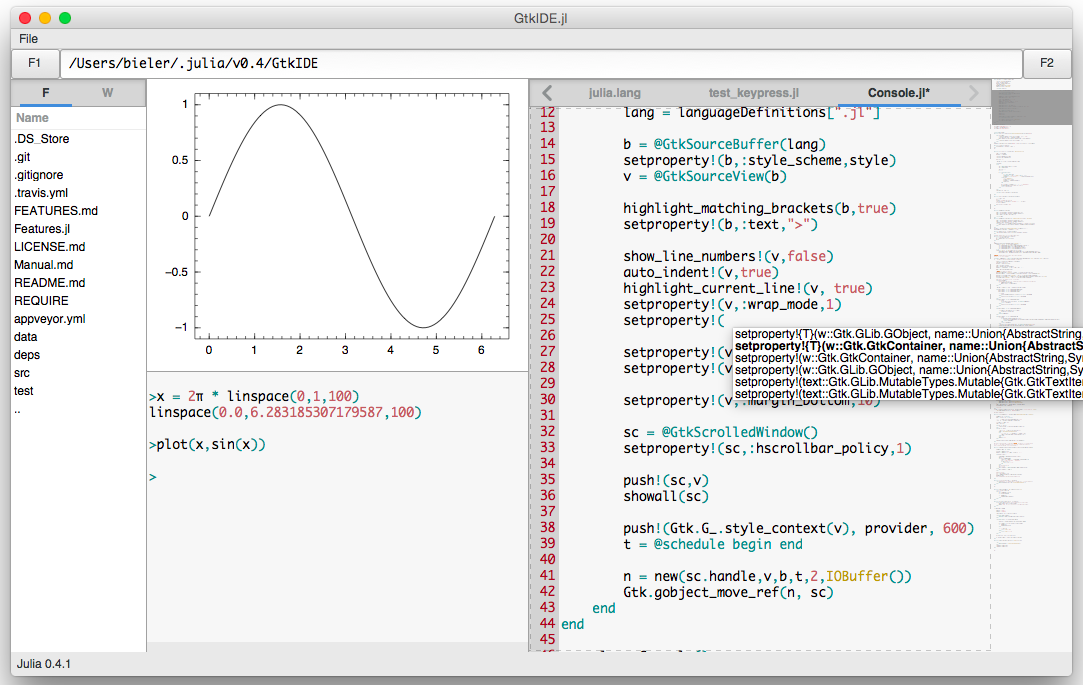 GtkIDE.jl
File
F1
/Users/bieler/.julia/v0.4/GtkIDE
F2
F W
Name
.DS_Store
.git
.gitignore
.travis.yml
FEATURES.md
Features.jl
LICENSE.md
Manual.md
README.md
REQUIRE
appveyor.yml
data
deps
src
test
..
1
0.5
0
−0.5
−1
0 1 2 3 4 5 6
>x = 2π * linspace(0,1,100)
linspace(0.0,6.283185307179587,100)
>plot(x,sin(x))
>
julia.lang test_keypress.jl Console.jl*
12 lang = languageDefinitions[".jl"]
13
14 b = @GtkSourceBuffer(lang)
15 setproperty!(b,:style_scheme,style)
16 v = @GtkSourceView(b)
17
18 highlight_matching_brackets(b,true)
19 setproperty!(b,:text,">")
20
21 show_line_numbers!(v,false)
22 auto_indent!(v,true)
23 highlight_current_line!(v, true)
24 setproperty!(v,:wrap_mode,1)
25 setproperty!(
setproperty!{T}(w::Gtk.GLib.GObject, name::Union{AbstractString
26
setproperty!{T}(w::Gtk.GtkContainer, name::Union{AbstractS
27 setproperty!(v
setproperty!(w::Gtk.GtkContainer, name::Union{AbstractString,Sy
28 setproperty!(v
setproperty!(w::Gtk.GLib.GObject, name::Union{AbstractString,Sym
29
setproperty!(text::Gtk.GLib.MutableTypes.Mutable{Gtk.GtkTextIter
30 setproperty!(v,:margin_bottom,10)
setproperty!(text::Gtk.GLib.MutableTypes.Mutable{Gtk.GtkTextIter
31
32 sc = @GtkScrolledWindow()
33 setproperty!(sc,:hscrollbar_policy,1)
34
35 push!(sc,v)
36 showall(sc)
37
38 push!(Gtk.G_.style_context(v), provider, 600)
39 t = @schedule begin end
40
41 n = new(sc.handle,v,b,t,2,IOBuffer())
42 Gtk.gobject_move_ref(n, sc)
43 end
44 end
45
Julia 0.4.1